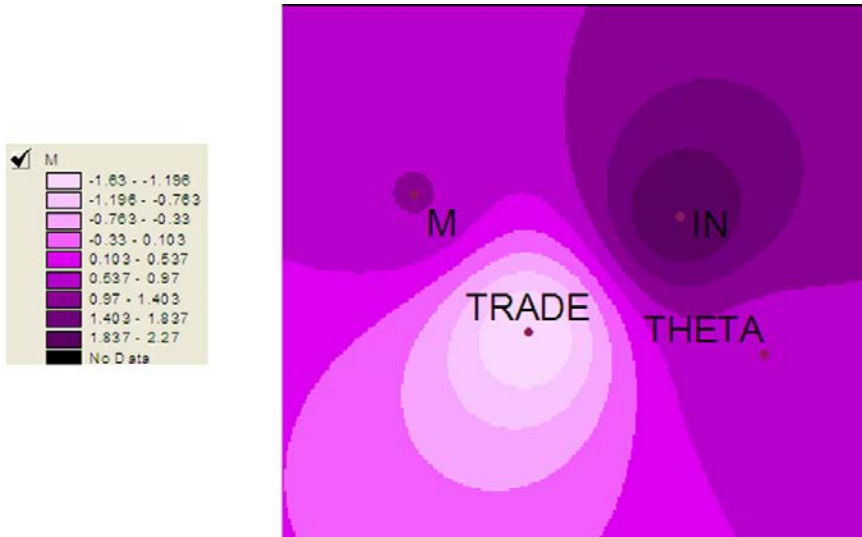 M
-1.63 - -1.196
-1.196 - -0.763
-0.763 - -0.33
-0.33 - 0.103
0.103 - 0.537
0.537 - 0.97
0.97 - 1.403
1.403 - 1.837
1.837 - 2.27
No Data
M
IN
TRADE
THETA